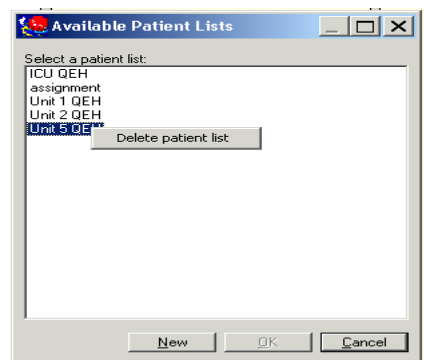 Available Patient Lists
Select a patient list:
ICU QEH
assignment
Unit 1 QEH
Unit 2 QEH
Unit 5 QEH
Delete patient list
New OK Cancel